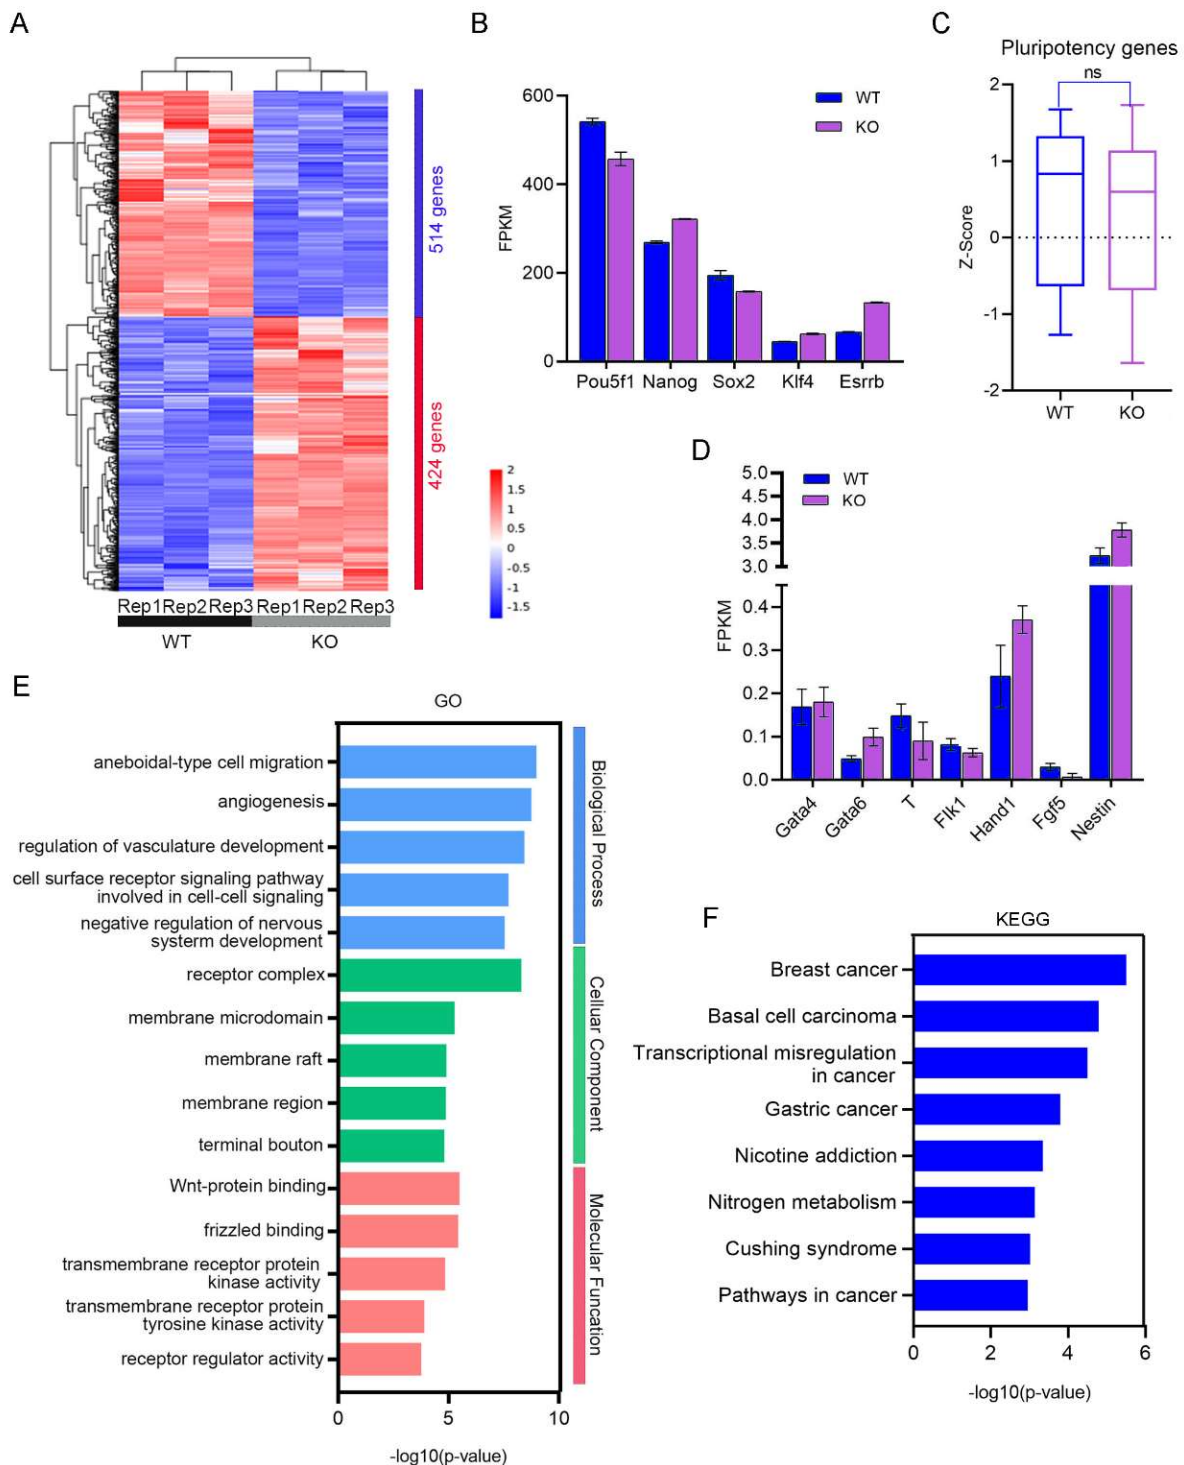 A
514 genes
424 genes
Rep1 Rep2 Rep3 Rep1 Rep2 Rep3
WT KO
2
1.5
1
0.5
0
-0.5
-1
-1.5
B
WT
KO
FPKM
600
400
200
0
Pou5f1 Nanog Sox2 Klf4 Esrrb
C
Pluripotency genes
ns
Z-Score
2
1
0
-1
-2
WT KO
D
WT
KO
FPKM
5.0
4.5
4.0
3.5
3.0
0.4
0.3
0.2
0.1
0.0
Gata4 Gata6 T Flk1 Hand1 Fgf5 Nestin
E
GO
aneboidal-type cell migration
angiogenesis
regulation of vasculature development
cell surface receptor signaling pathway
involved in cell-cell signaling
negative regulation of nervous
systerm development
receptor complex
membrane microdomain
membrane raft
membrane region
terminal bouton
Wnt-protein binding
frizzled binding
transmembrane receptor protein
kinase activity
transmembrane receptor protein
tyrosine kinase activity
receptor regulator activity
Biological Process
Celluar Component
Molecular Funcation
0 5 10
-log10(p-value)
F
KEGG
Breast cancer
Basal cell carcinoma
Transcriptional misregulation
in cancer
Gastric cancer
Nicotine addiction
Nitrogen metabolism
Cushing syndrome
Pathways in cancer
0 2 4 6
-log10(p-value)